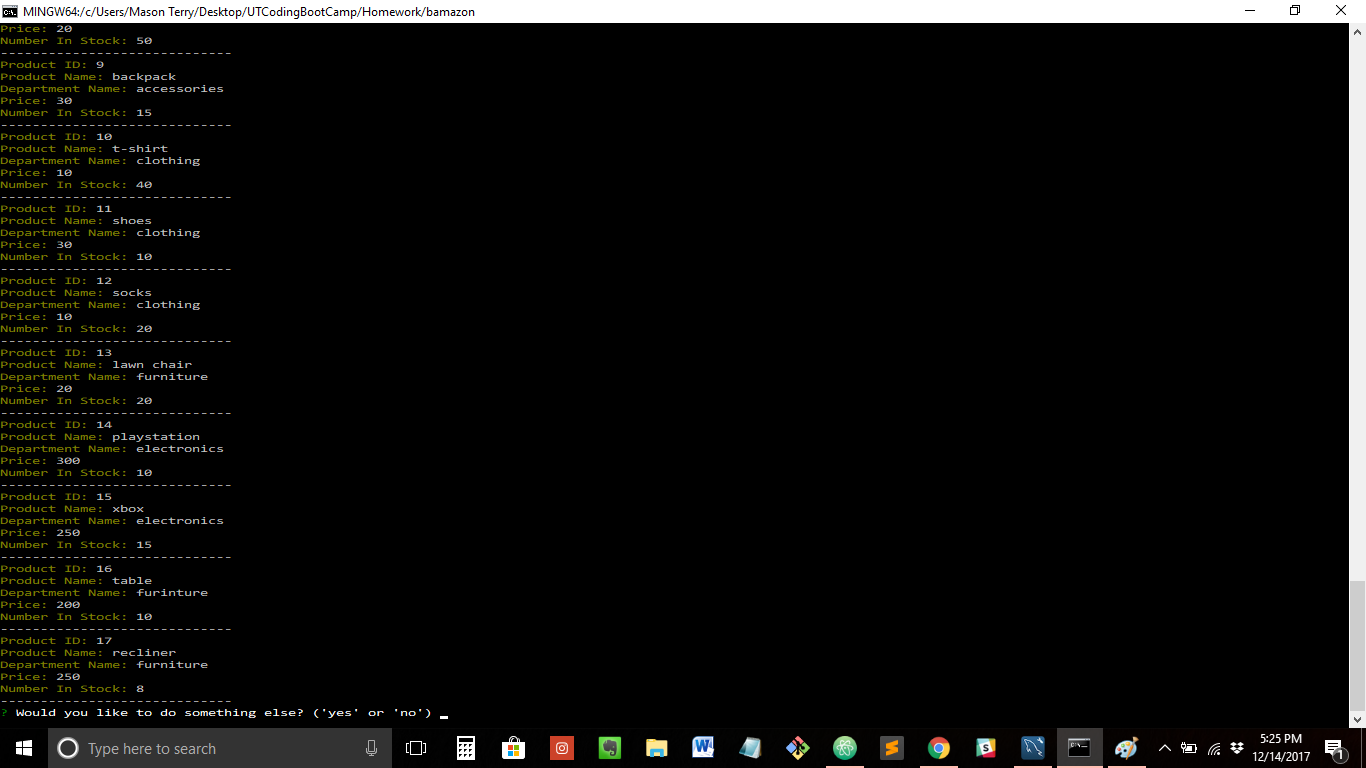 MINGW64:/c/Users/Mason Terry/Desktop/UTCodingBootCamp/Homework/bamazon
Price: 20
Number In Stock: 50
-----------------------------
Product ID: 9
Product Name: backpack
Department Name: accessories
Price: 30
Number In Stock: 15
-----------------------------
Product ID: 10
Product Name: t-shirt
Department Name: clothing
Price: 10
Number In Stock: 40
-----------------------------
Product ID: 11
Product Name: shoes
Department Name: clothing
Price: 30
Number In Stock: 10
-----------------------------
Product ID: 12
Product Name: socks
Department Name: clothing
Price: 10
Number In Stock: 20
-----------------------------
Product ID: 13
Product Name: lawn chair
Department Name: furniture
Price: 20
Number In Stock: 20
-----------------------------
Product ID: 14
Product Name: playstation
Department Name: electronics
Price: 300
Number In Stock: 10
-----------------------------
Product ID: 15
Product Name: xbox
Department Name: electronics
Price: 250
Number In Stock: 15
-----------------------------
Product ID: 16
Product Name: table
Department Name: furinture
Price: 200
Number In Stock: 10
-----------------------------
Product ID: 17
Product Name: recliner
Department Name: furniture
Price: 250
Number In Stock: 8
-----------------------------
? Would you like to do something else? ('yes' or 'no')
Type here to search
5:25 PM
12/14/2017
1